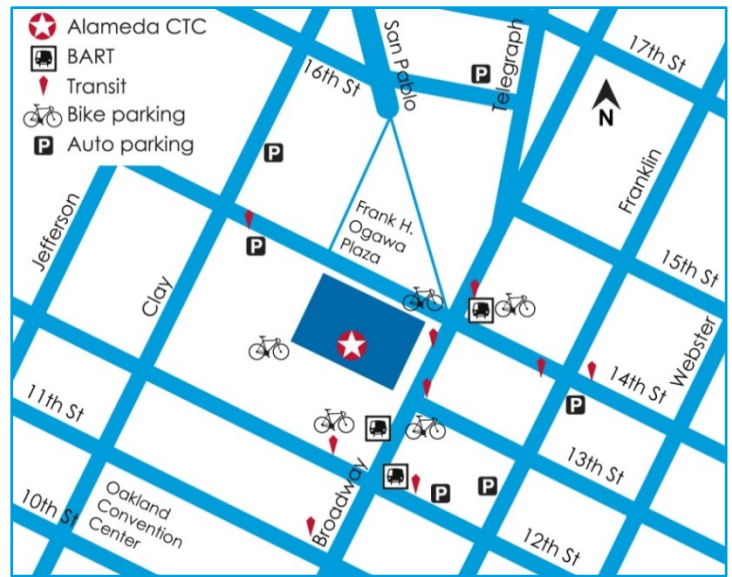 Alameda CTC
BART
Transit
Bike parking
P Auto parking
San Pablo
Telegraph
17th St
16th St
P
N
P
Franklin
Jefferson
Frank H.
Ogawa
Plaza
P
15th St
Clay
Webster
14th St
P
11th St
13th St
Broadway
P
P
10th St
Oakland
Convention
Center
12th St